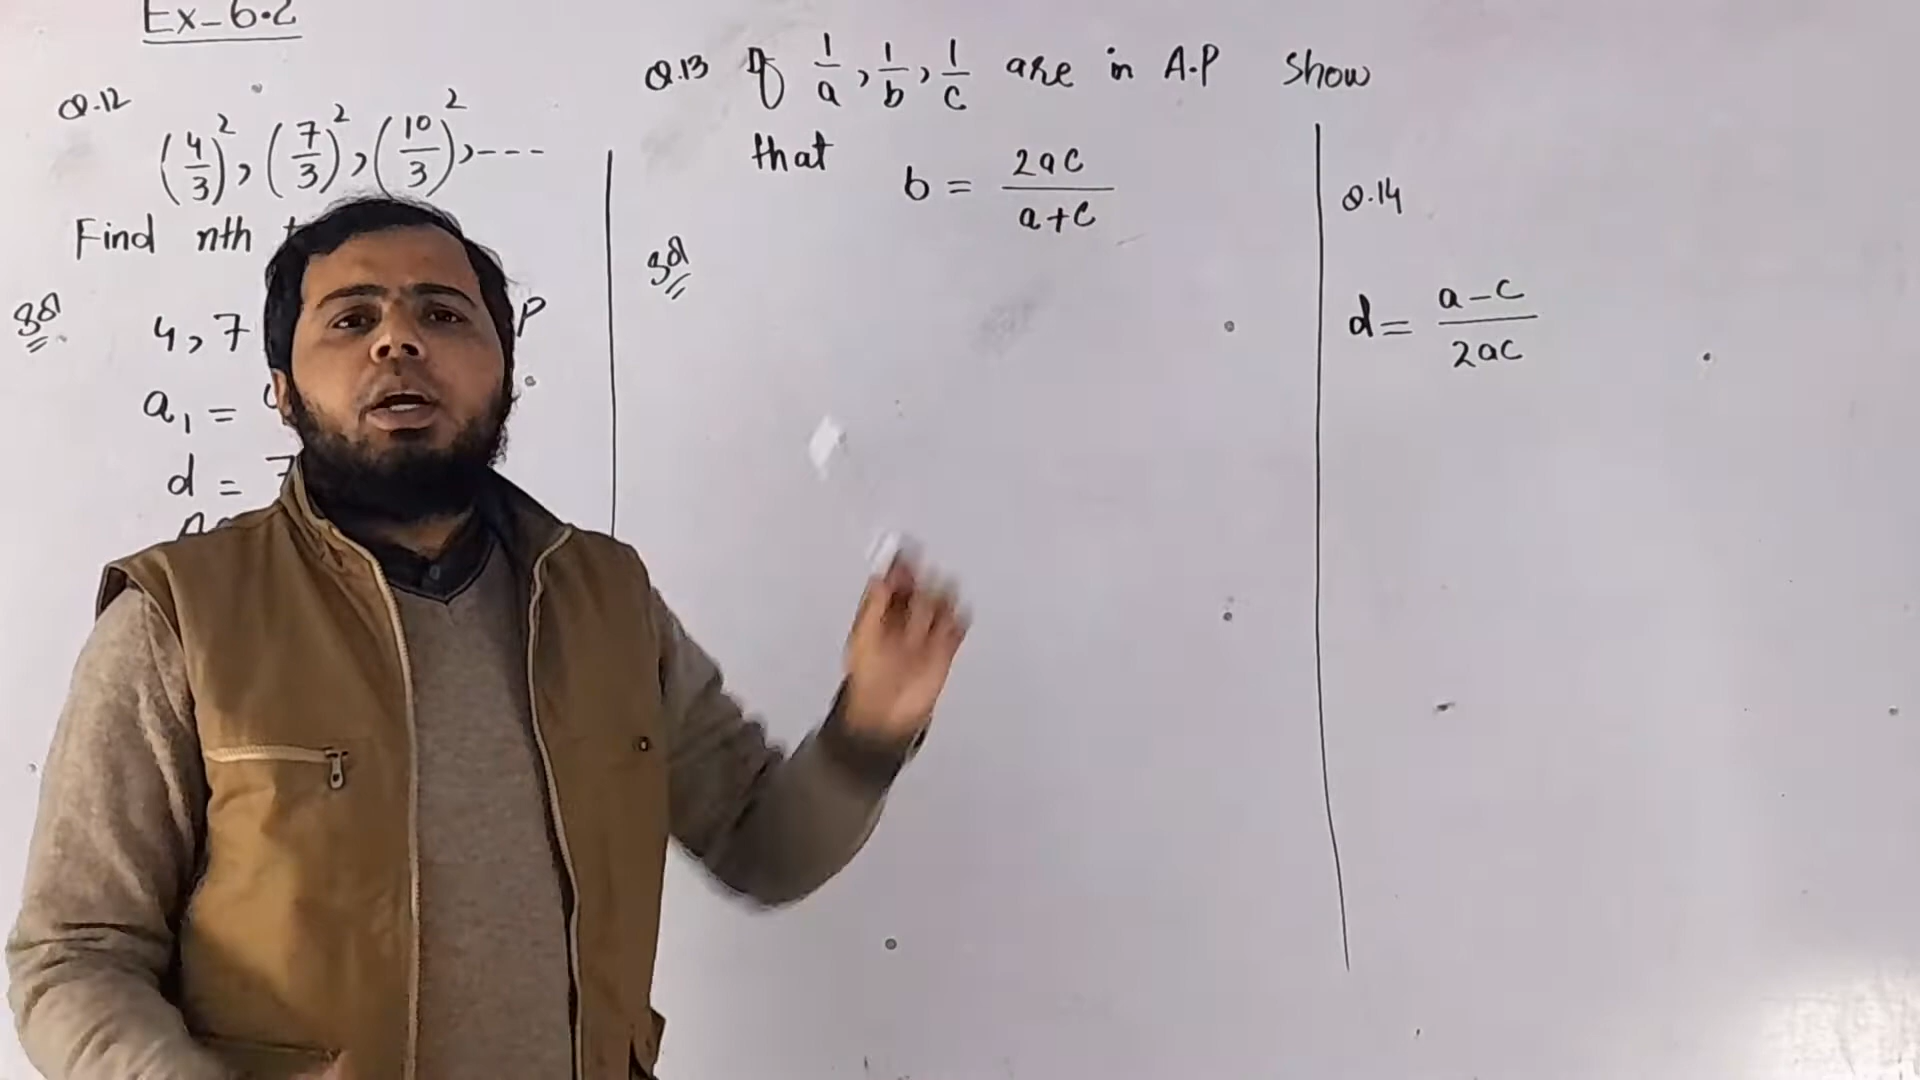 Ex-6.2
Q.12
(4/3)², (7/3)², (10/3)², ----
Find nth
Sol
4, 7
P
a₁ =
d = 7
Q.13 If 1/a, 1/b, 1/c are in A.P Show
that b = 2ac / a+c
Sol
Q.14
d = a-c / 2ac